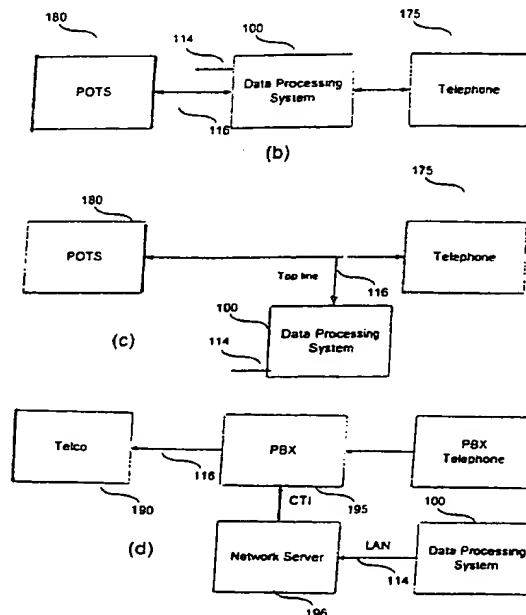 180
114
100
175
POTS
Data Processing
System
Telephone
116
(b)
175
180
POTS
Telephone
Tap line
116
100
Data Processing
System
114
(c)
Telco
PBX
PBX
Telephone
116
190
CTI
195
100
(d)
Network Server
LAN
Data Processing
System
114
196